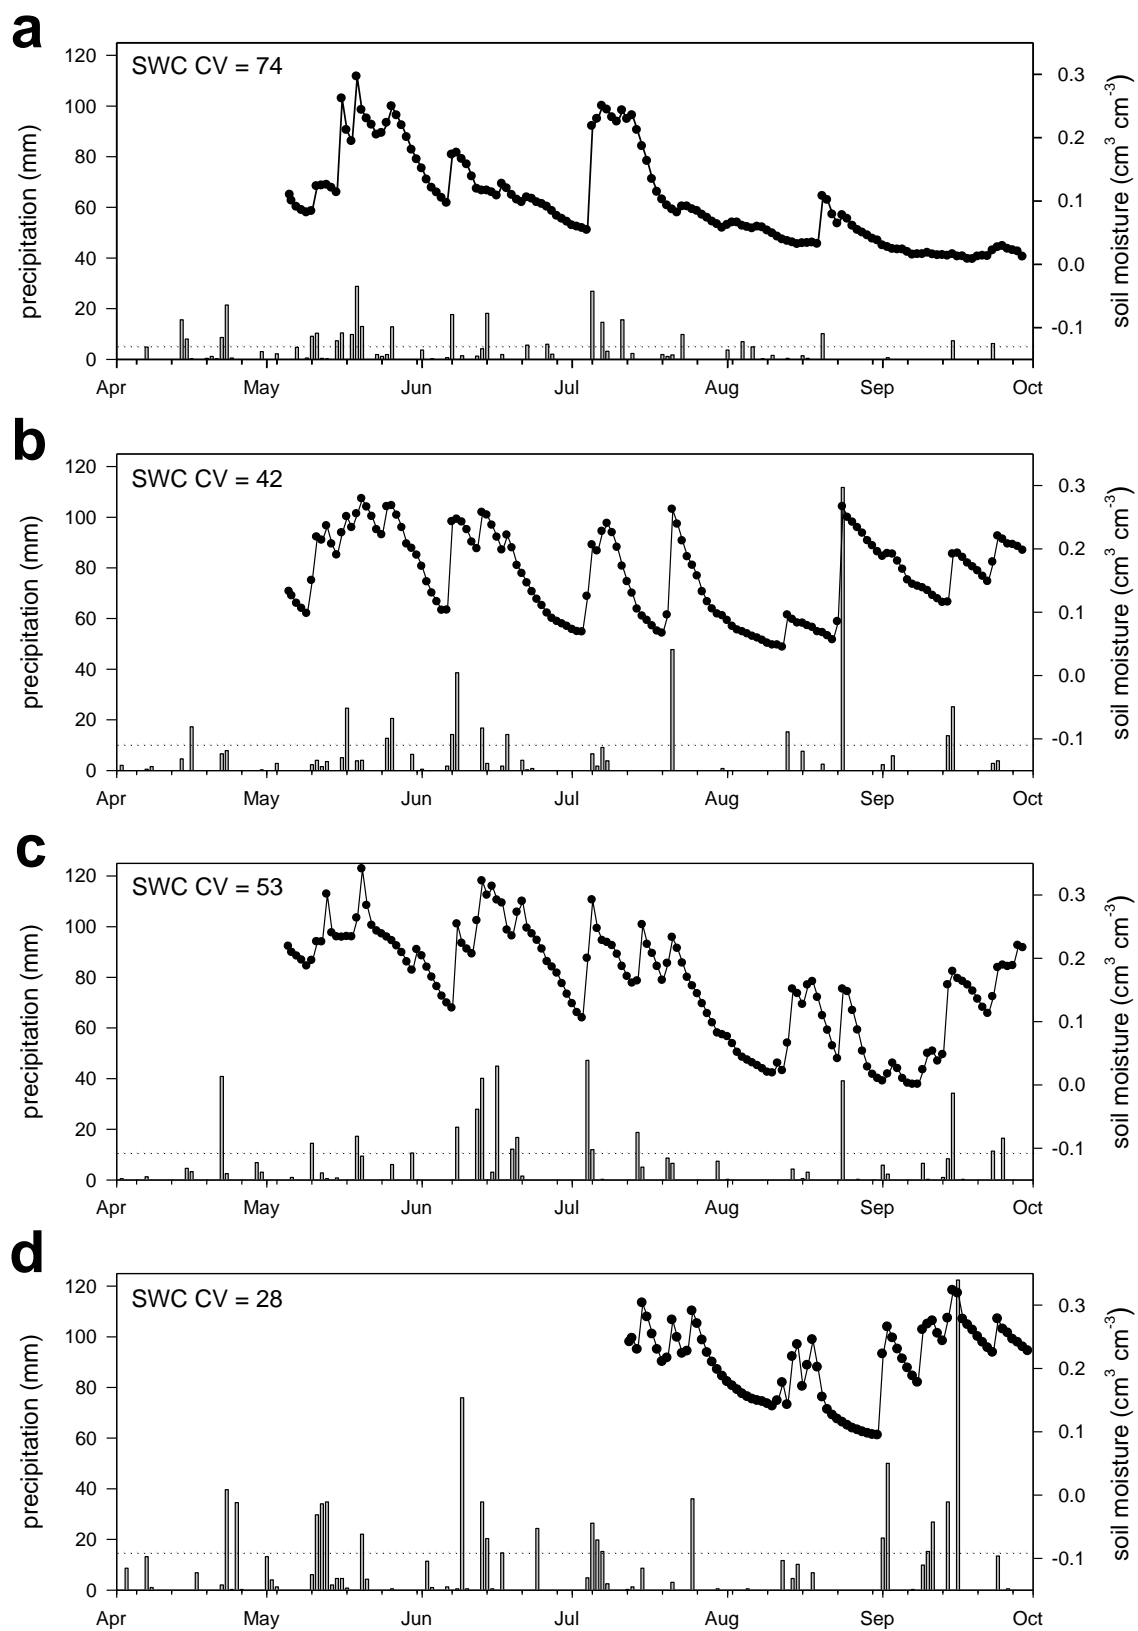 a
SWC CV = 74
precipitation (mm)
120
100
80
60
40
20
0
0.3
0.2
0.1
0.0
-0.1
soil moisture (cm³ cm⁻³)
Apr May Jun Jul Aug Sep Oct
b
SWC CV = 42
precipitation (mm)
120
100
80
60
40
20
0
0.3
0.2
0.1
0.0
-0.1
soil moisture (cm³ cm⁻³)
Apr May Jun Jul Aug Sep Oct
c
SWC CV = 53
precipitation (mm)
120
100
80
60
40
20
0
0.3
0.2
0.1
0.0
-0.1
soil moisture (cm³ cm⁻³)
Apr May Jun Jul Aug Sep Oct
d
SWC CV = 28
precipitation (mm)
120
100
80
60
40
20
0
0.3
0.2
0.1
0.0
-0.1
soil moisture (cm³ cm⁻³)
Apr May Jun Jul Aug Sep Oct